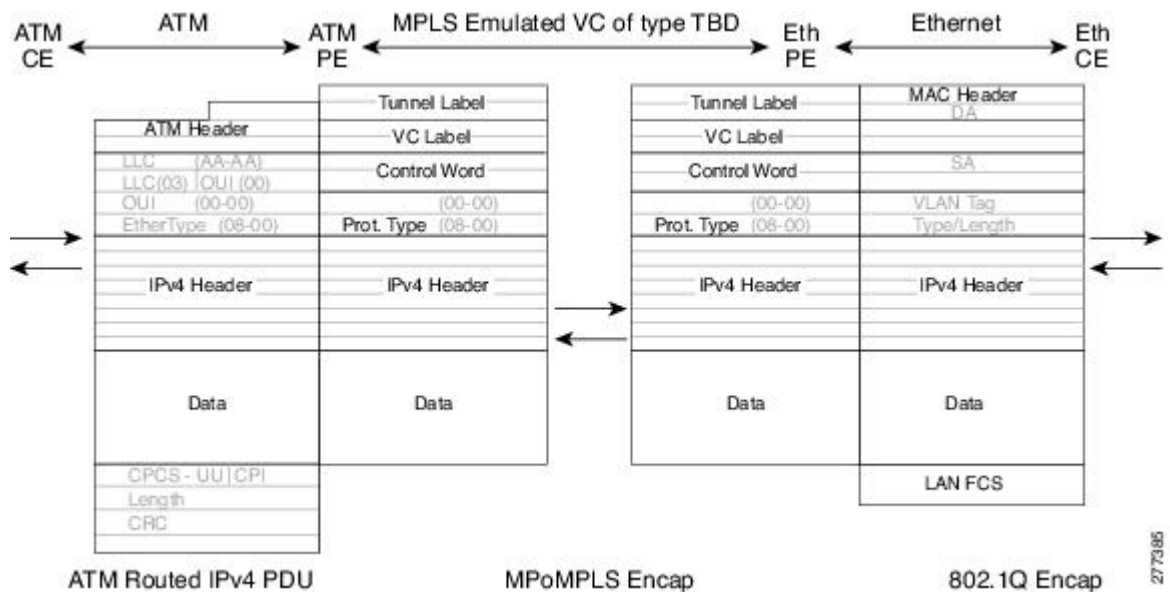 ATM CE
ATM
ATM PE
MPLS Emulated VC of type TBD
Eth PE
Ethernet
Eth CE
ATM Header
LLC (AA-AA)
LLC(03) OUI (00)
OUI (00-00)
EtherType (08-00)
IPv4 Header
Data
CPCS - UU CPI
Length
CRC
Tunnel Label
VC Label
Control Word
(00-00)
Prot. Type (08-00)
IPv4 Header
Data
Tunnel Label
VC Label
Control Word
(00-00)
Prot. Type (08-00)
IPv4 Header
Data
MAC Header
DA
SA
VLAN Tag
Type/Length
IPv4 Header
Data
LAN FCS
ATM Routed IPv4 PDU
MPoMPLS Encap
802.1Q Encap
277385